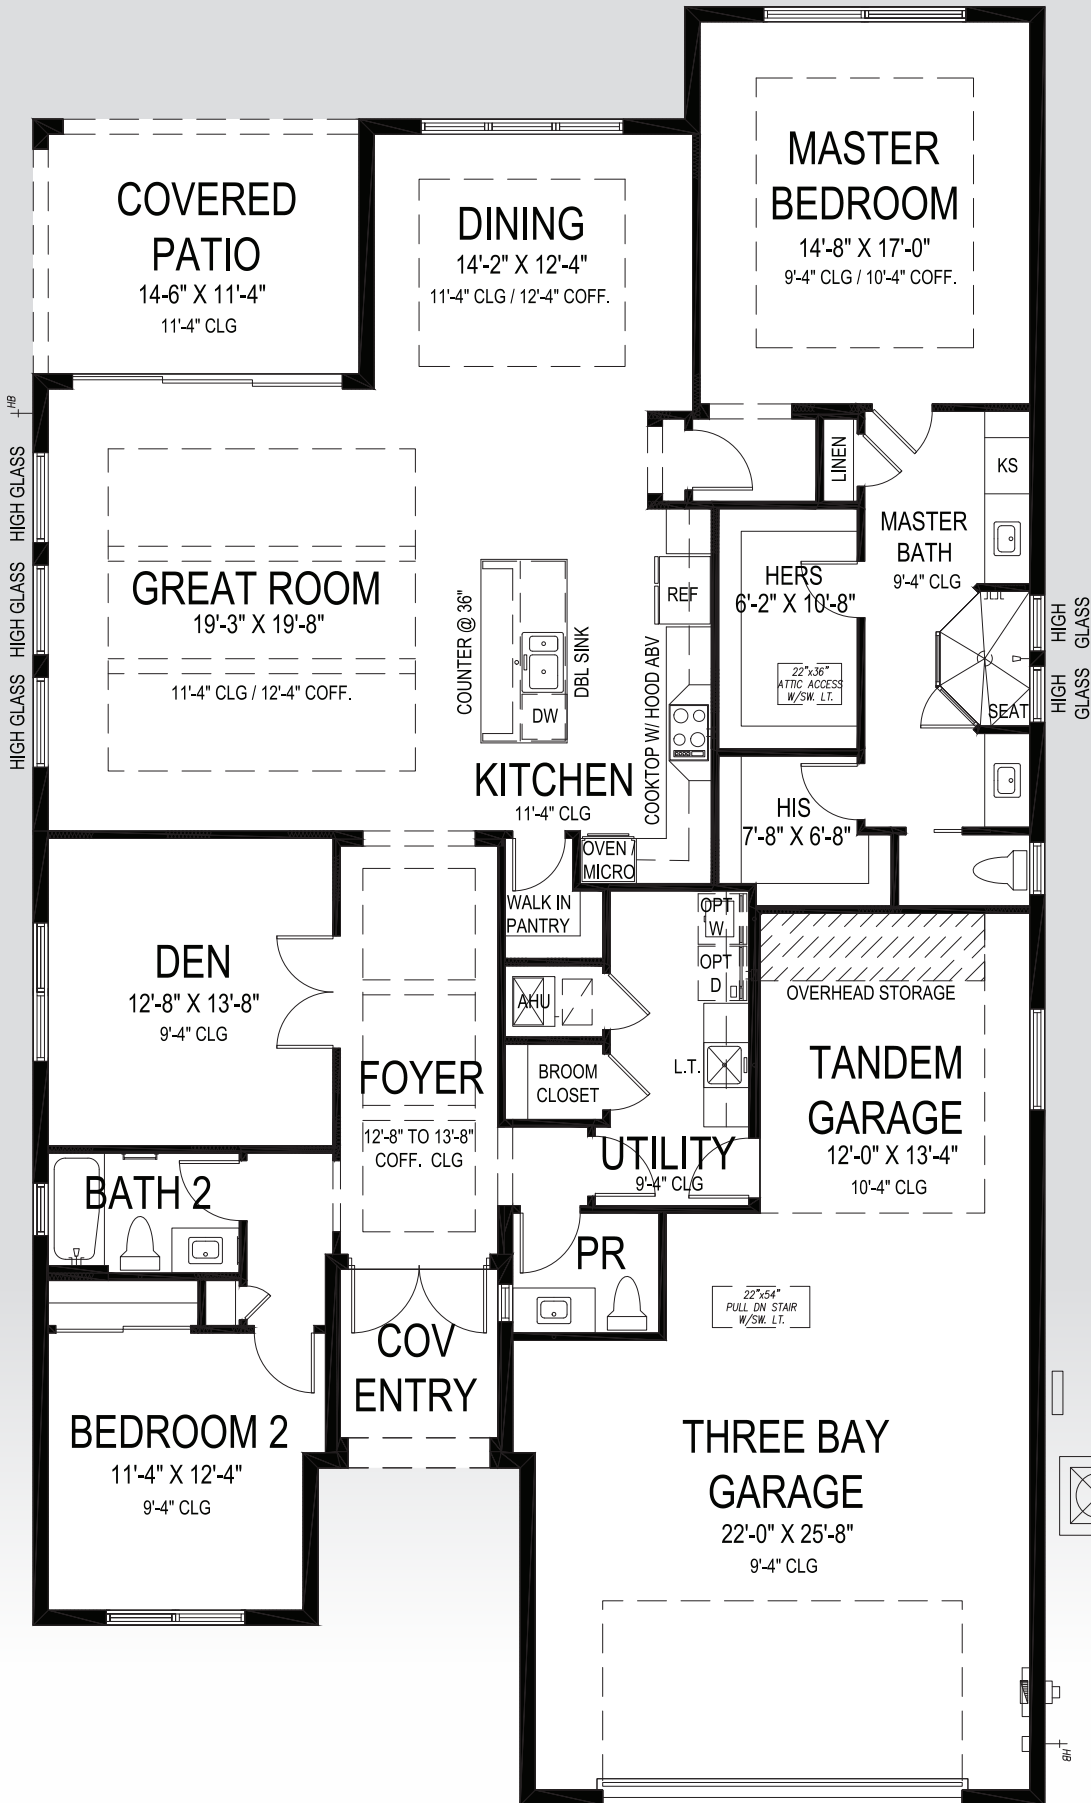 MASTER
BEDROOM
14'-8" X 17'-0"
9'-4" CLG / 10'-4" COFF.
COVERED
PATIO
14-6" X 11'-4"
11'-4" CLG
DINING
14'-2" X 12'-4"
11'-4" CLG / 12'-4" COFF.
HB
HIGH GLASS
HIGH GLASS
HIGH GLASS
GREAT ROOM
19'-3" X 19'-8"
11'-4" CLG / 12'-4" COFF.
COUNTER @ 36"
DBL SINK
DW
REF
COOKTOP W/ HOOD ABV
KITCHEN
11'-4" CLG
OVEN /
MICRO
LINEN
KS
MASTER
BATH
9'-4" CLG
HERS
6'-2" X 10'-8"
22"x36"
ATTIC ACCESS
W/SW. LT.
SEAT
HIGH
GLASS
HIGH
GLASS
HIS
7'-8" X 6'-8"
WALK IN
PANTRY
OPT
W
OPT
D
AHU
BROOM
CLOSET
L.T.
UTILITY
9'-4" CLG
OVERHEAD STORAGE
TANDEM
GARAGE
12'-0" X 13'-4"
10'-4" CLG
DEN
12'-8" X 13'-8"
9'-4" CLG
FOYER
12'-8" TO 13'-8"
COFF. CLG
BATH 2
PR
22"x54"
PULL DN STAIR
W/SW. LT.
COV
ENTRY
BEDROOM 2
11'-4" X 12'-4"
9'-4" CLG
THREE BAY
GARAGE
22'-0" X 25'-8"
9'-4" CLG
HB